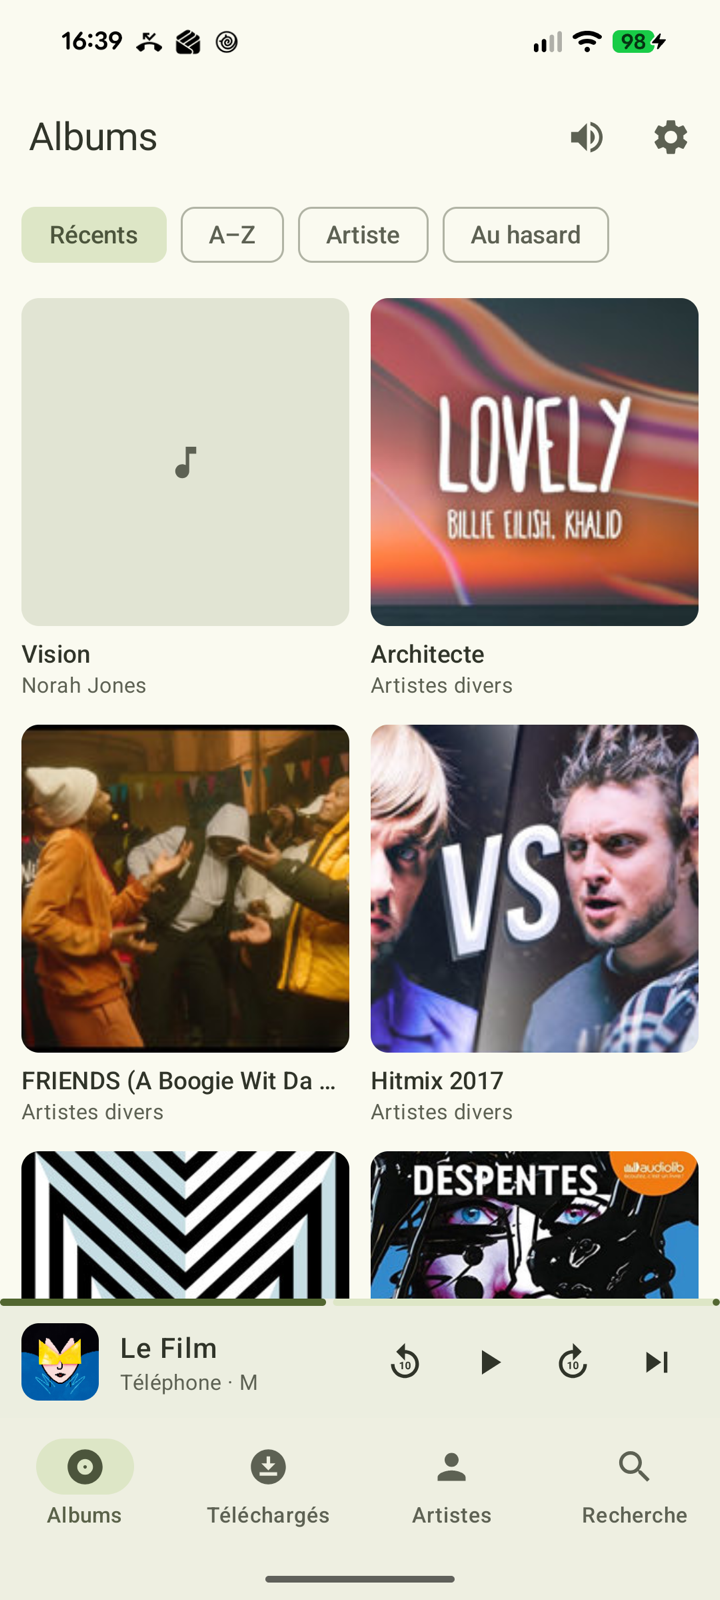 16:39
98
Albums
Récents
A–Z
Artiste
Au hasard
LOVELY
BILLIE EILISH, KHALID
Vision
Norah Jones
Architecte
Artistes divers
VS
FRIENDS (A Boogie Wit Da ...
Artistes divers
Hitmix 2017
Artistes divers
DESPENTES
audiolib
Le Film
Téléphone · M
10
10
Albums
Téléchargés
Artistes
Recherche